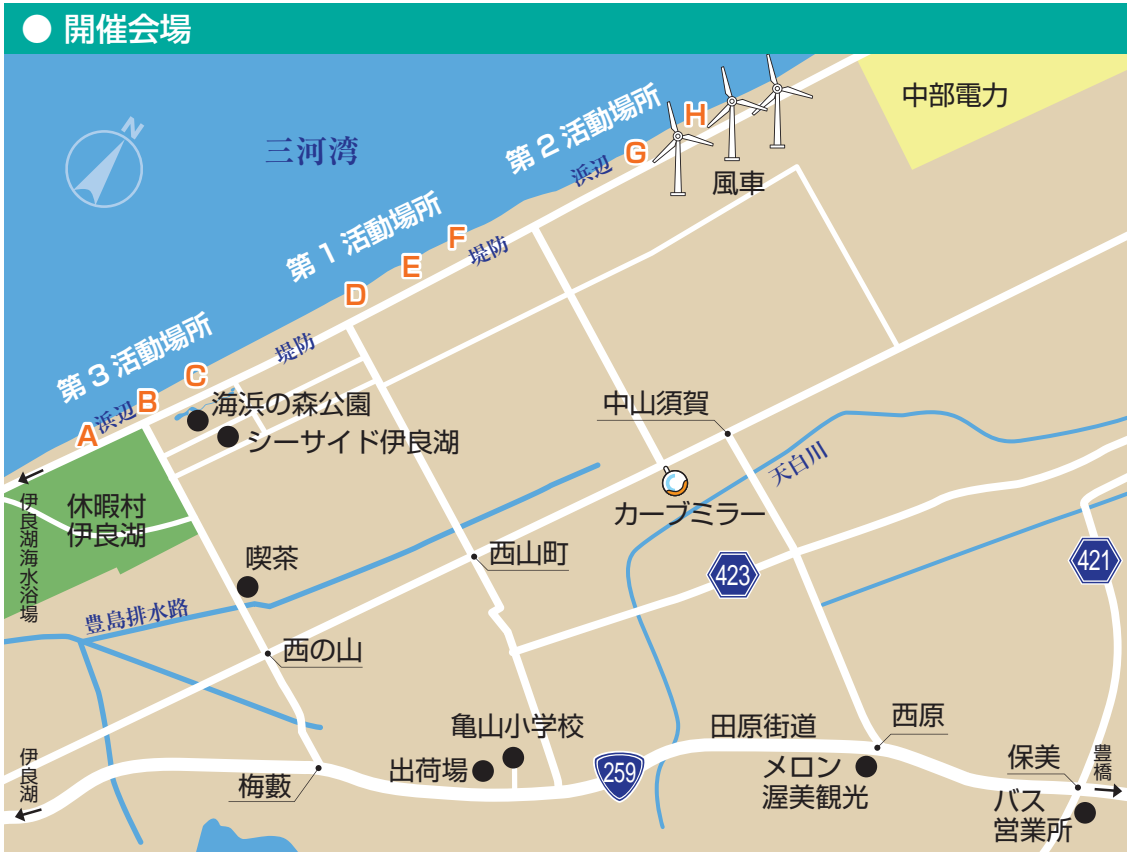 ● 開催会場
N
三河湾
中部電力
第2活動場所
浜辺
G
H
風車
第1活動場所
D
E
F
堤防
堤防
第3活動場所
浜辺
A
B
C
海浜の森公園
シーサイド伊良湖
中山須賀
天白川
カーブミラー
休暇村
伊良湖
伊良湖海水浴場
喫茶
西山町
423
421
豊島排水路
西の山
亀山小学校
出荷場
259
田原街道
西原
メロン
渥美観光
梅藪
伊良湖
保美
豊橋
バス
営業所